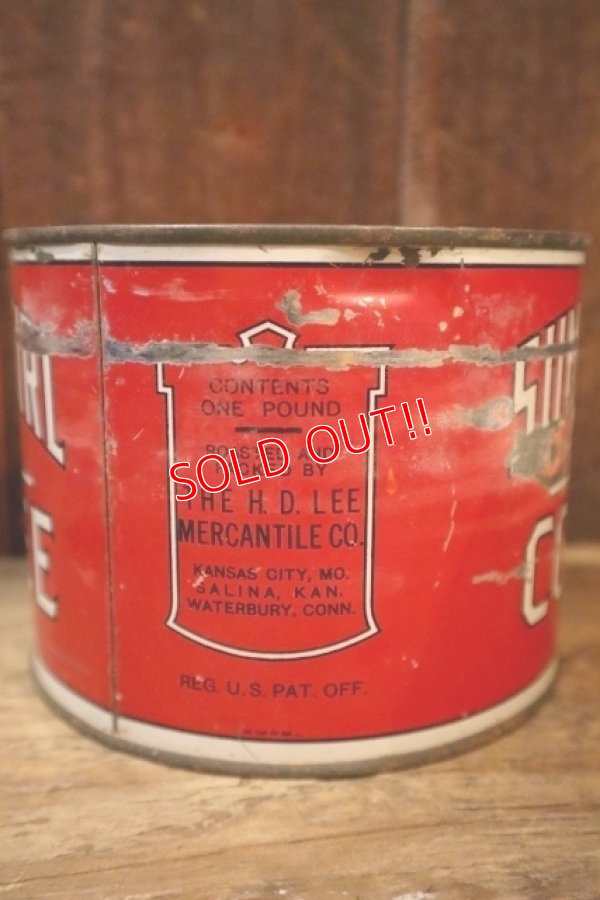 CONTENTS
ONE POUND
ROASTED AND
PACKED BY
THE H. D. LEE
MERCANTILE CO.
KANSAS CITY, MO.
SALINA, KAN.
WATERBURY, CONN.
REG. U.S. PAT. OFF.
SOLD OUT!!